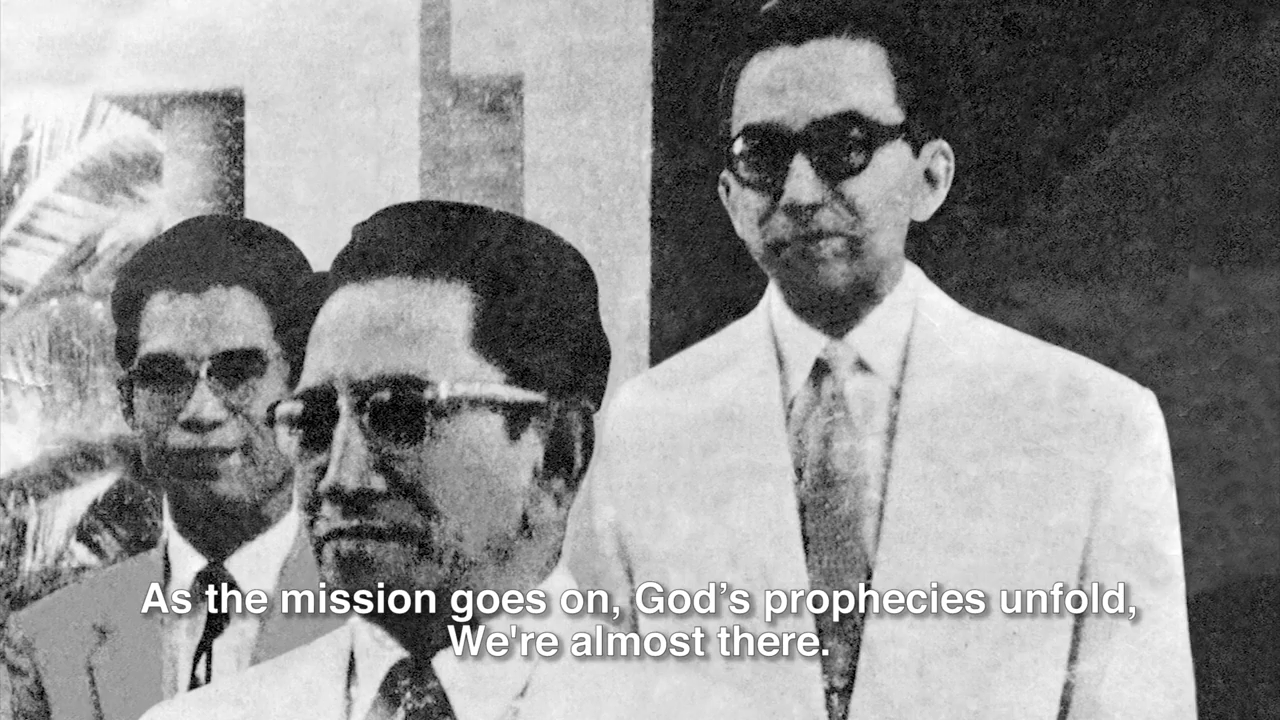 As the mission goes on, God’s prophecies unfold,
We're almost there.